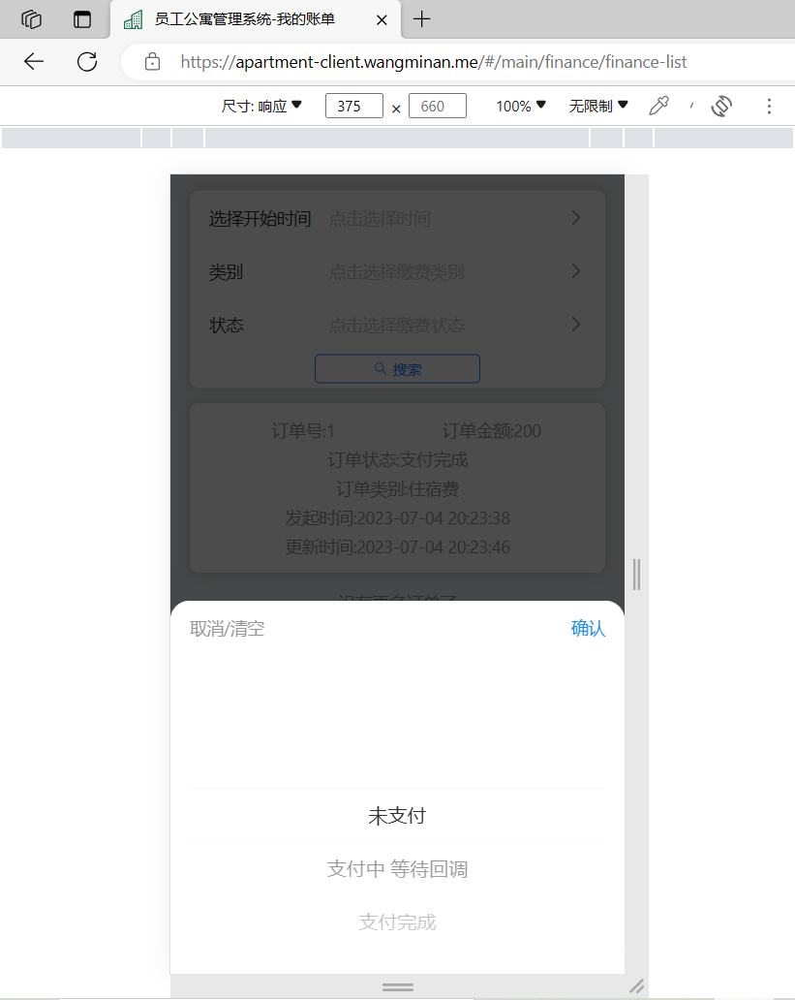 员工公寓管理系统-我的账单
https://apartment-client.wangminan.me/#/main/finance/finance-list
尺寸: 响应 375 × 660 100% 无限制
选择开始时间 点击选择时间
类别 点击选择缴费类别
状态 点击选择缴费状态
搜索
订单号:1 订单金额:200
订单状态:支付完成
订单类别:住宿费
发起时间:2023-07-04 20:23:38
更新时间:2023-07-04 20:23:46
没有更多订单了
取消/清空 确认
未支付
支付中 等待回调
支付完成